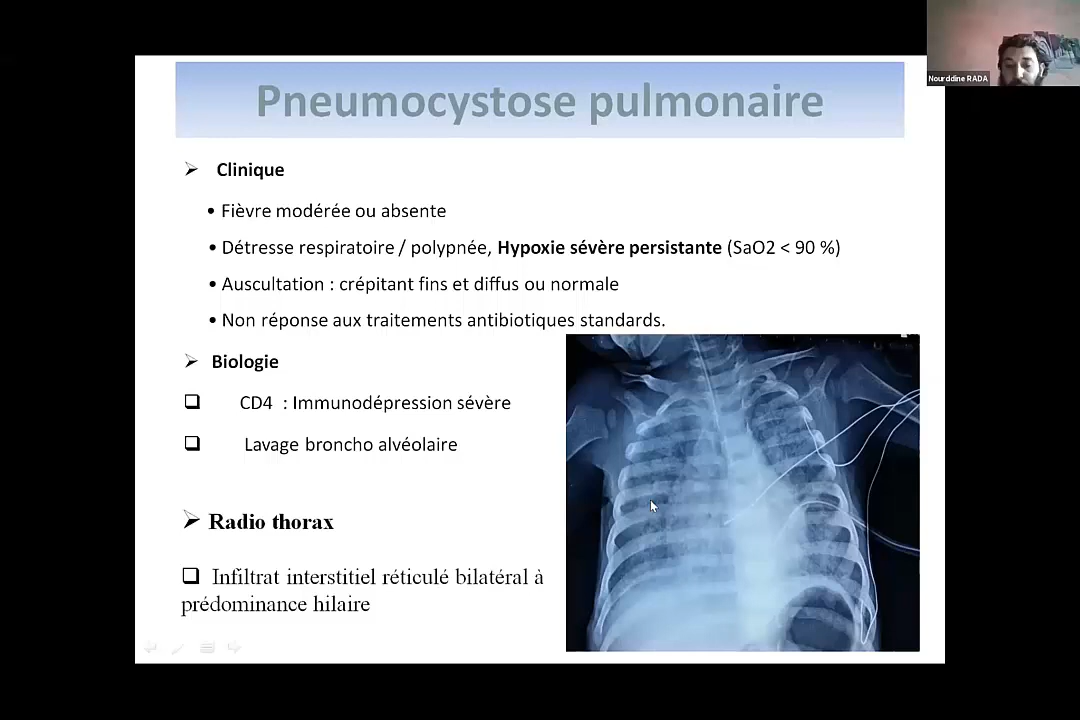 Pneumocystose pulmonaire
Nourddine RADA
➢ Clinique
• Fièvre modérée ou absente
• Détresse respiratoire / polypnée, Hypoxie sévère persistante (SaO2 < 90 %)
• Auscultation : crépitant fins et diffus ou normale
• Non réponse aux traitements antibiotiques standards.
➢ Biologie
❑ CD4 : Immunodépression sévère
❑ Lavage broncho alvéolaire
➢ Radio thorax
❑ Infiltrat interstitiel réticulé bilatéral à
prédominance hilaire